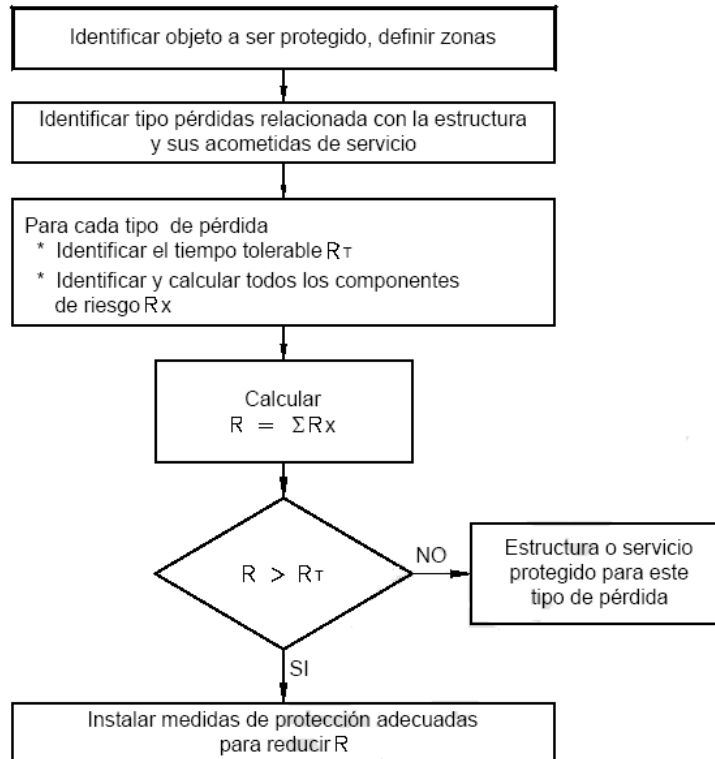 Identificar objeto a ser protegido, definir zonas
Identificar tipo pérdidas relacionada con la estructura
y sus acometidas de servicio
Para cada tipo de pérdida
* Identificar el tiempo tolerable RT
* Identificar y calcular todos los componentes
de riesgo Rx
Calcular
R = ΣRx
R > RT
NO
Estructura o servicio
protegido para este
tipo de pérdida
SI
Instalar medidas de protección adecuadas
para reducir R